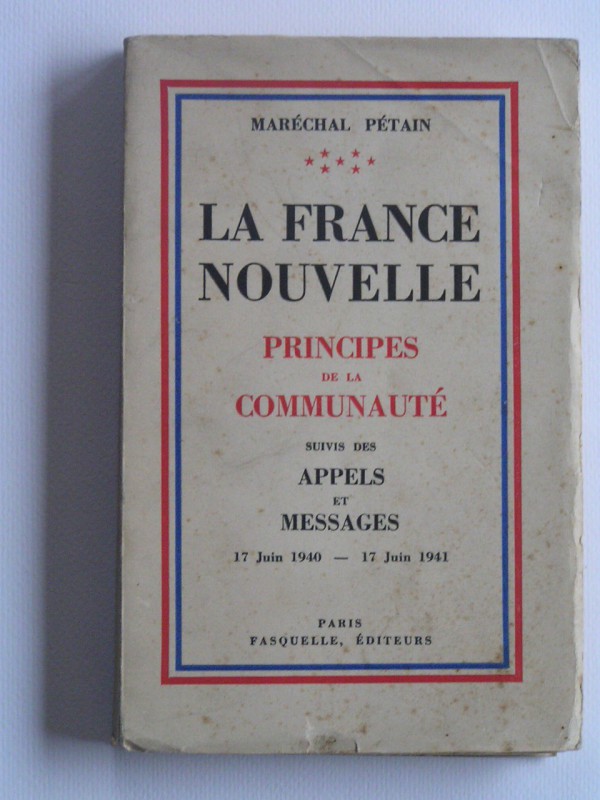 MARÉCHAL PÉTAIN
LA FRANCE
NOUVELLE
PRINCIPES
DE LA
COMMUNAUTÉ
SUIVIS DES
APPELS
ET
MESSAGES
17 Juin 1940 — 17 Juin 1941
PARIS
FASQUELLE, ÉDITEURS